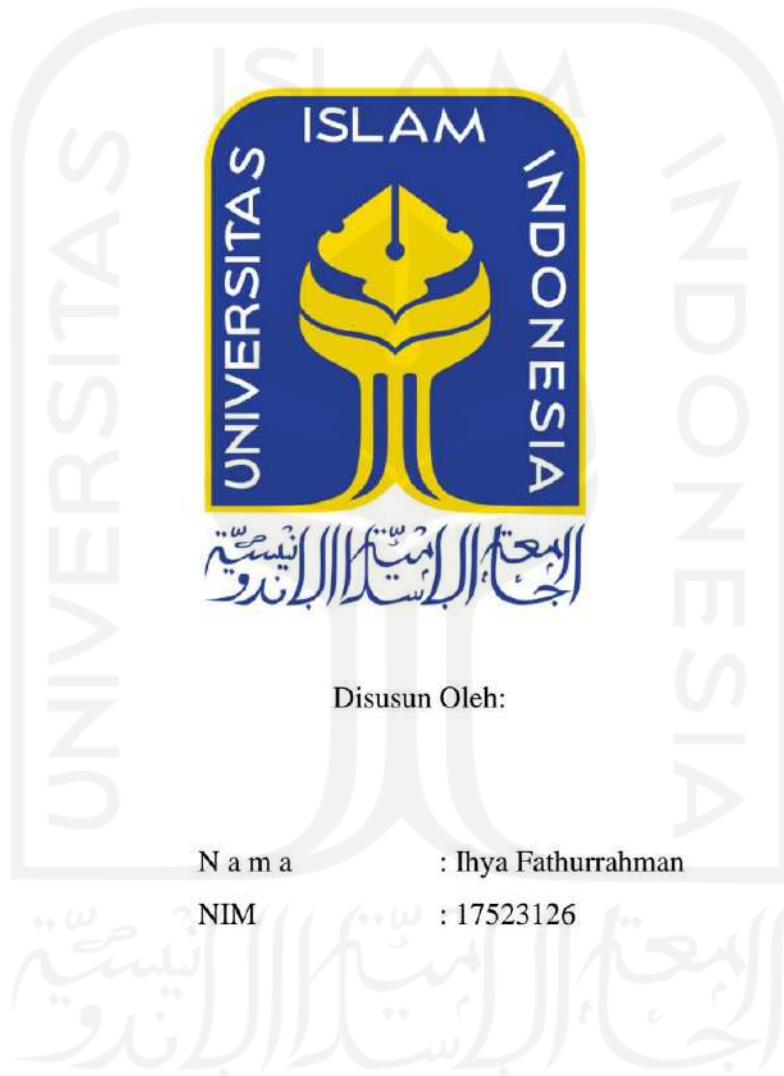 ISLAM
UNIVERSITAS
INDONESIA
الجامعة الإسلامية الإندونيسية
Disusun Oleh:
N a m a : Ihya Fathurrahman
NIM : 17523126